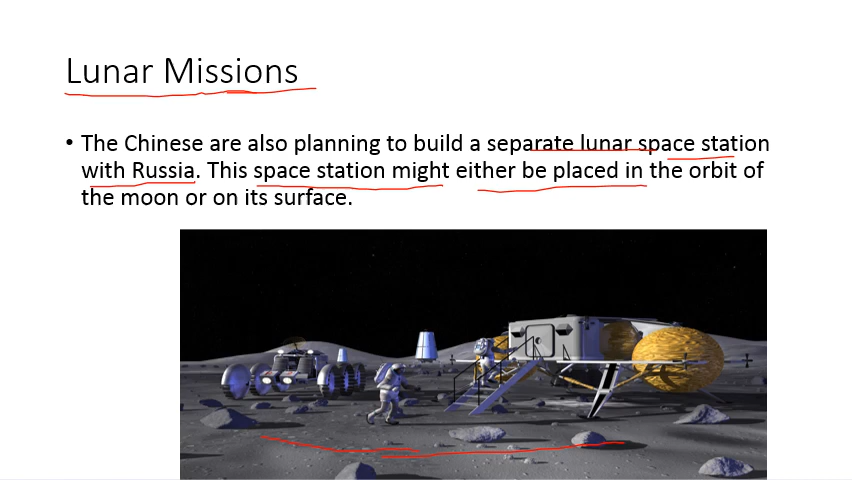 Lunar Missions
• The Chinese are also planning to build a separate lunar space station
with Russia. This space station might either be placed in the orbit of
the moon or on its surface.